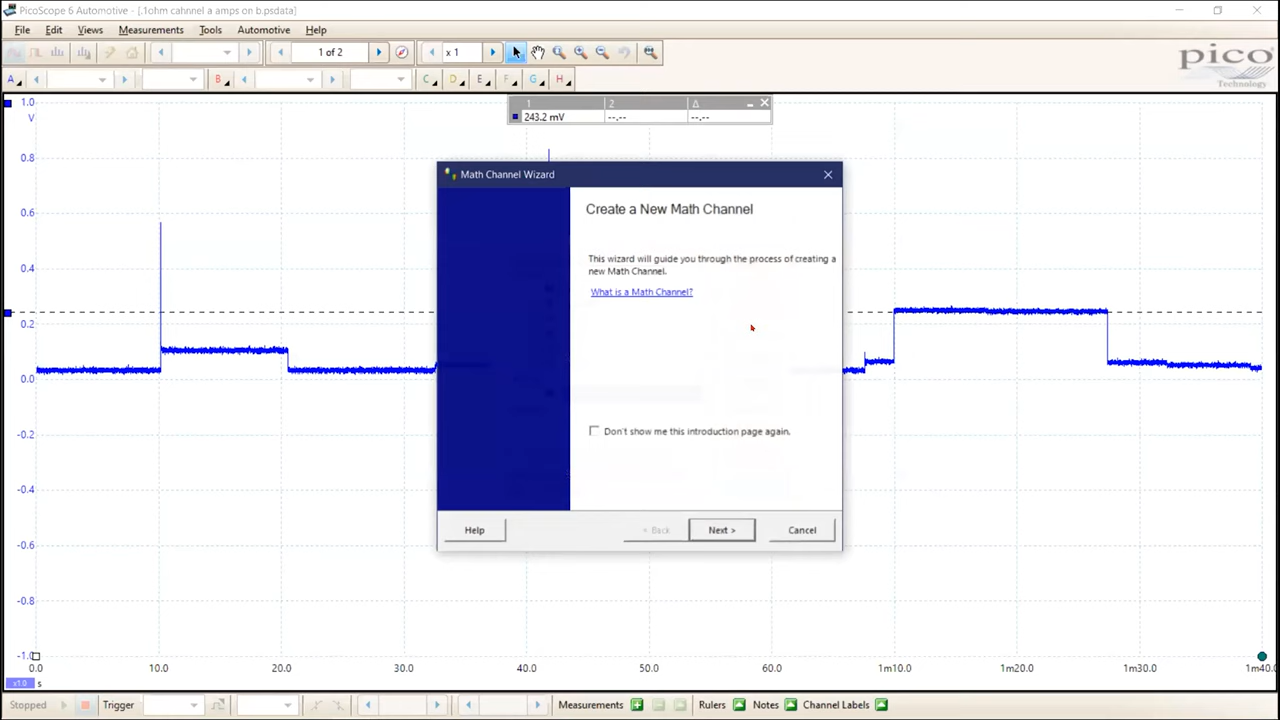 PicoScope 6 Automotive - [.1ohm cahnnel a amps on b.psdata]
File Edit Views Measurements Tools Automotive Help
1 of 2 x 1
pico
Technology
A B C D E F G H
1 2 Δ
243.2 mV --.-- --.--
1.0
V
0.8
0.6
0.4
0.2
0.0
-0.2
-0.4
-0.6
-0.8
-1.0
Math Channel Wizard
Create a New Math Channel
This wizard will guide you through the process of creating a
new Math Channel.
What is a Math Channel?
Don't show me this introduction page again.
Help < Back Next > Cancel
0.0 10.0 20.0 30.0 40.0 50.0 60.0 1m10.0 1m20.0 1m30.0 1m40.0
x1.0 s
Stopped Trigger Measurements Rulers Notes Channel Labels